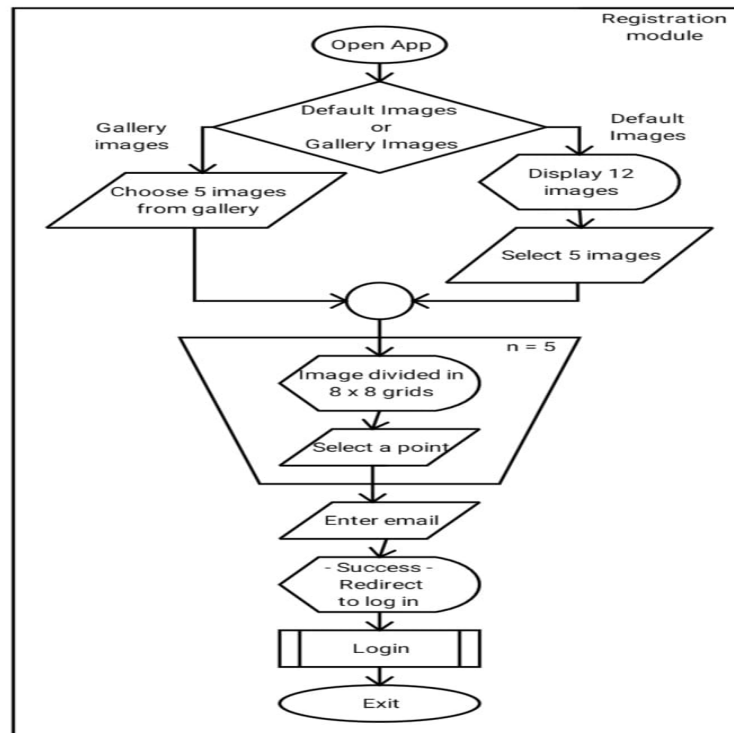 Registration
module
Open App
Default Images
or
Gallery Images
Gallery
images
Default
Images
Choose 5 images
from gallery
Display 12
images
Select 5 images
n = 5
Image divided in
8 x 8 grids
Select a point
Enter email
- Success -
Redirect
to log in
Login
Exit